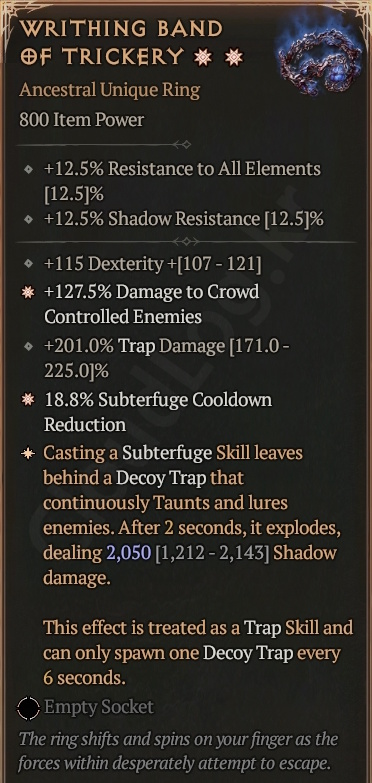 WRITHING BAND
OF TRICKERY
Ancestral Unique Ring
800 Item Power
+12.5% Resistance to All Elements
[12.5]%
+12.5% Shadow Resistance [12.5]%
+115 Dexterity +[107 - 121]
+127.5% Damage to Crowd
Controlled Enemies
+201.0% Trap Damage [171.0 -
225.0]%
18.8% Subterfuge Cooldown
Reduction
Casting a Subterfuge Skill leaves
behind a Decoy Trap that
continuously Taunts and lures
enemies. After 2 seconds, it explodes,
dealing 2,050 [1,212 - 2,143] Shadow
damage.
This effect is treated as a Trap Skill and
can only spawn one Decoy Trap every
6 seconds.
Empty Socket
The ring shifts and spins on your finger as the
forces within desperately attempt to escape.